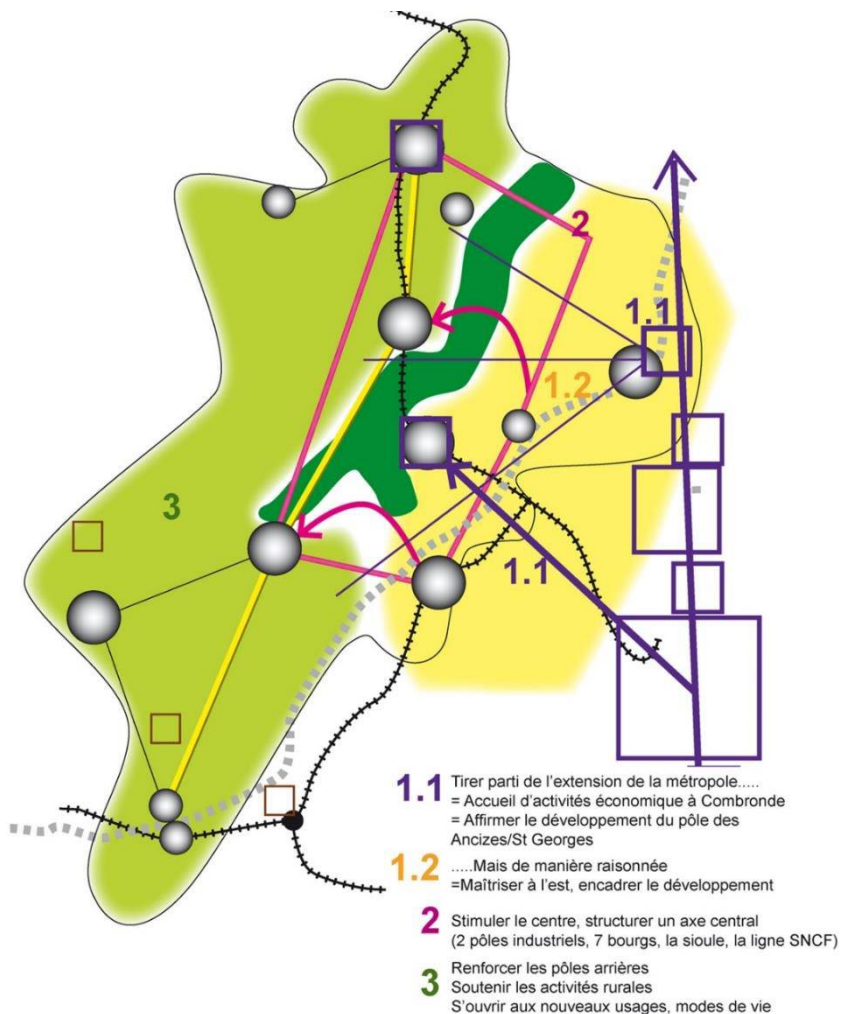 2
1.1
1.2
3
1.1
1.1 Tirer parti de l'extension de la métropole.....
= Accueil d'activités économique à Combronde
= Affirmer le développement du pôle des
Ancizes/St Georges
1.2 .....Mais de manière raisonnée
=Maîtriser à l'est, encadrer le développement
2 Stimuler le centre, structurer un axe central
(2 pôles industriels, 7 bourgs, la sioule, la ligne SNCF)
3 Renforcer les pôles arrières
Soutenir les activités rurales
S'ouvrir aux nouveaux usages, modes de vie